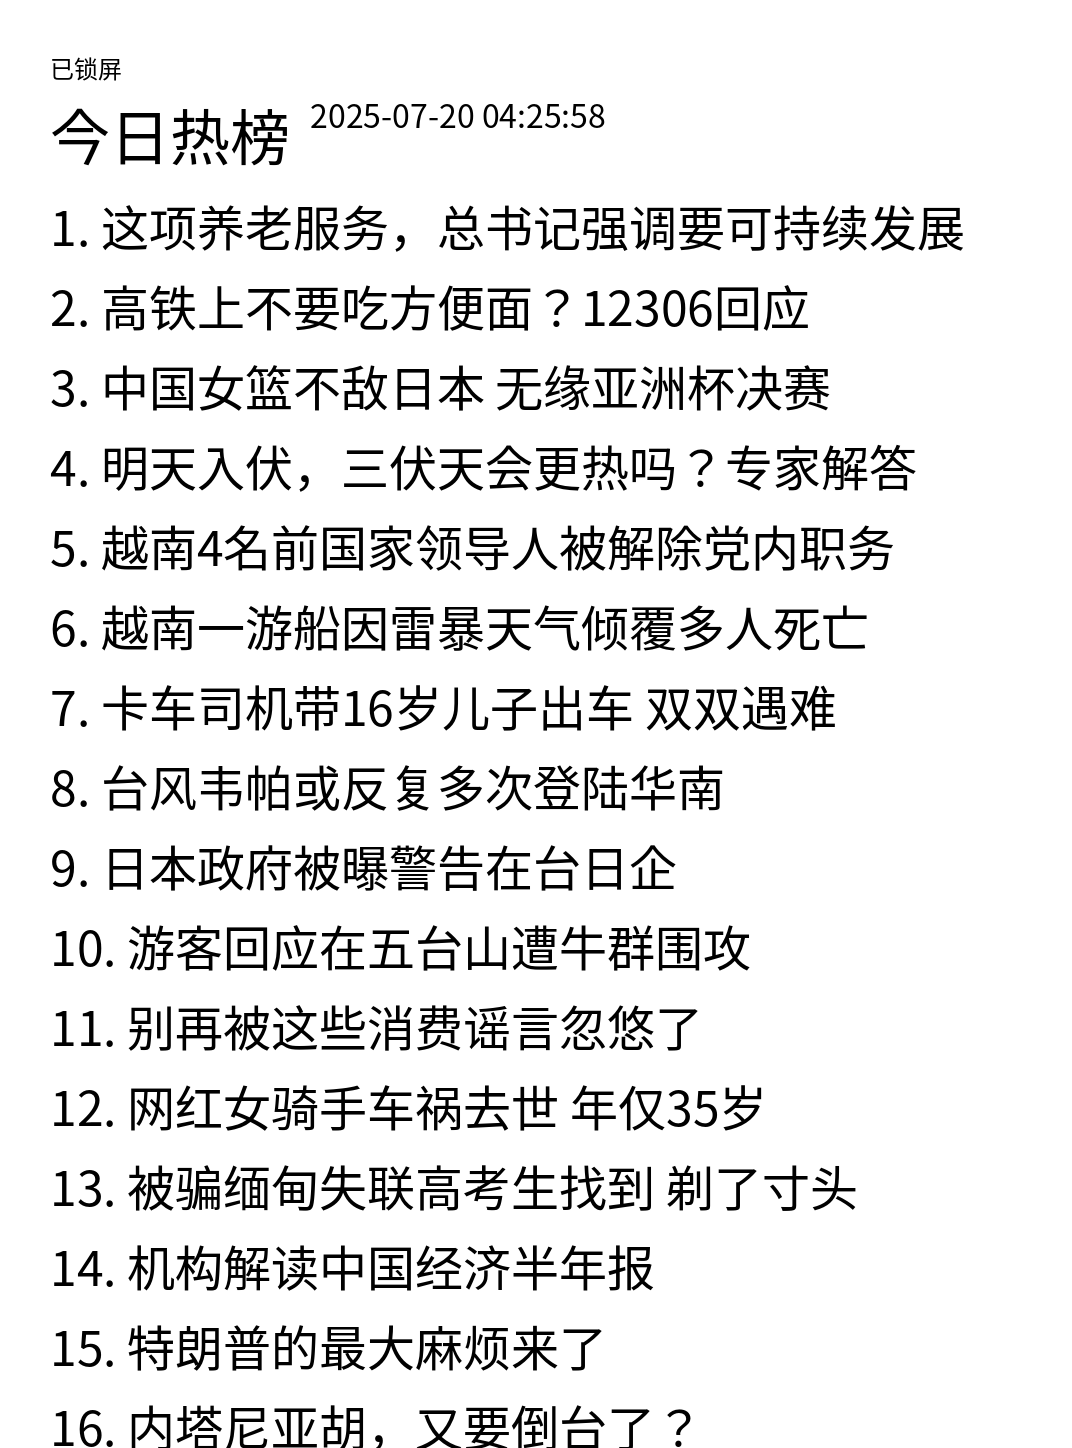 已锁屏
今日热榜 2025-07-20 04:25:58
1. 这项养老服务，总书记强调要可持续发展
2. 高铁上不要吃方便面？12306回应
3. 中国女篮不敌日本 无缘亚洲杯决赛
4. 明天入伏，三伏天会更热吗？专家解答
5. 越南4名前国家领导人被解除党内职务
6. 越南一游船因雷暴天气倾覆多人死亡
7. 卡车司机带16岁儿子出车 双双遇难
8. 台风韦帕或反复多次登陆华南
9. 日本政府被曝警告在台日企
10. 游客回应在五台山遭牛群围攻
11. 别再被这些消费谣言忽悠了
12. 网红女骑手车祸去世 年仅35岁
13. 被骗缅甸失联高考生找到 剃了寸头
14. 机构解读中国经济半年报
15. 特朗普的最大麻烦来了
16. 内塔尼亚胡，又要倒台了？